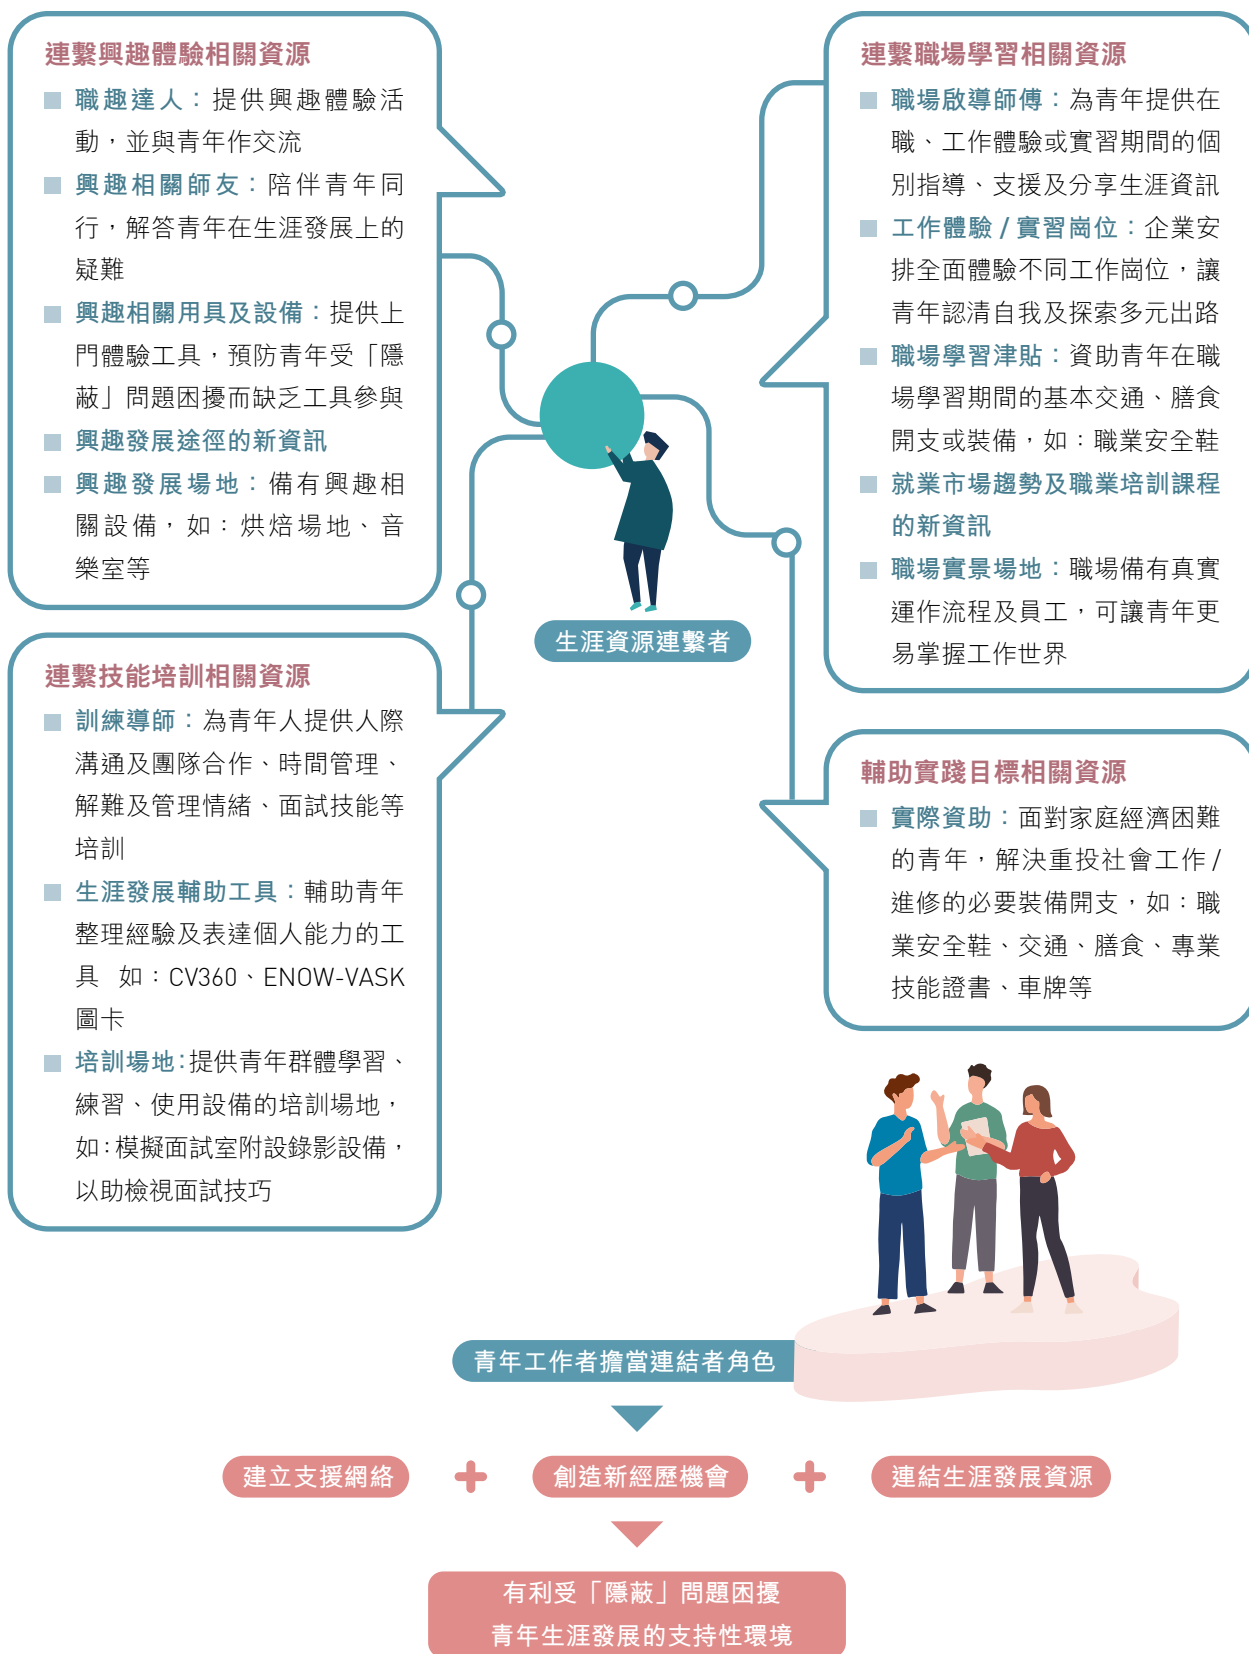 連繫興趣體驗相關資源
職趣達人：提供興趣體驗活
動，並與青年作交流
興趣相關師友：陪伴青年同
行，解答青年在生涯發展上的
疑難
興趣相關用具及設備：提供上
門體驗工具，預防青年受「隱
蔽」問題困擾而缺乏工具參與
興趣發展途徑的新資訊
興趣發展場地：備有興趣相
關設備，如：烘焙場地、音
樂室等
連繫技能培訓相關資源
訓練導師：為青年人提供人際
溝通及團隊合作、時間管理、
解難及管理情緒、面試技能等
培訓
生涯發展輔助工具：輔助青年
整理經驗及表達個人能力的工
具 如：CV360、ENOW-VASK
圖卡
培訓場地：提供青年群體學習、
練習、使用設備的培訓場地，
如：模擬面試室附設錄影設備，
以助檢視面試技巧
生涯資源連繫者
連繫職場學習相關資源
職場啟導師傅：為青年提供在
職、工作體驗或實習期間的個
別指導、支援及分享生涯資訊
工作體驗 / 實習崗位：企業安
排全面體驗不同工作崗位，讓
青年認清自我及探索多元出路
職場學習津貼：資助青年在職
場學習期間的基本交通、膳食
開支或裝備，如：職業安全鞋
就業市場趨勢及職業培訓課程
的新資訊
職場實景場地：職場備有真實
運作流程及員工，可讓青年更
易掌握工作世界
輔助實踐目標相關資源
實際資助：面對家庭經濟困難
的青年，解決重投社會工作 /
進修的必要裝備開支，如：職
業安全鞋、交通、膳食、專業
技能證書、車牌等
青年工作者擔當連結者角色
建立支援網絡 + 創造新經歷機會 + 連結生涯發展資源
有利受「隱蔽」問題困擾
青年生涯發展的支持性環境